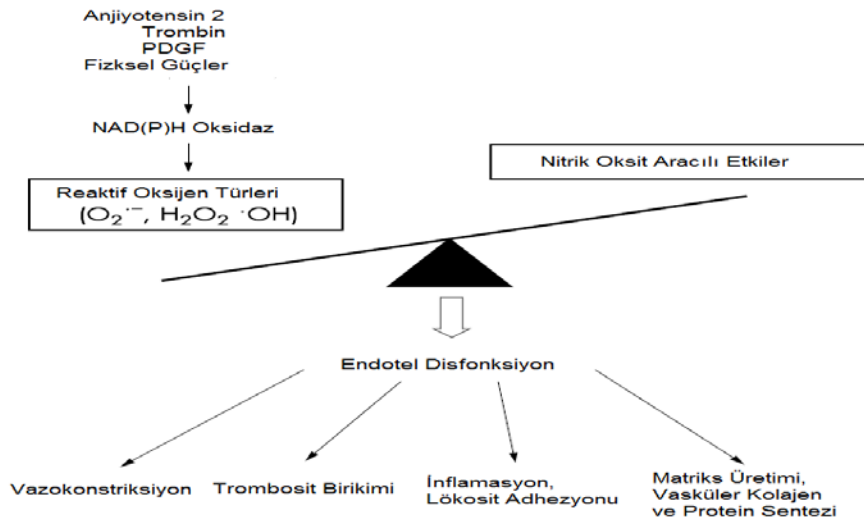 Anjiyotensin 2
Trombin
PDGF
Fizksel Güçler
NAD(P)H Oksidaz
Reaktif Oksijen Türleri
(O₂·⁻, H₂O₂ ·OH)
Nitrik Oksit Aracılı Etkiler
Endotel Disfonksiyon
Vazokonstriksiyon
Trombosit Birikimi
İnflamasyon,
Lökosit Adhezyonu
Matriks Üretimi,
Vasküler Kolajen
ve Protein Sentezi